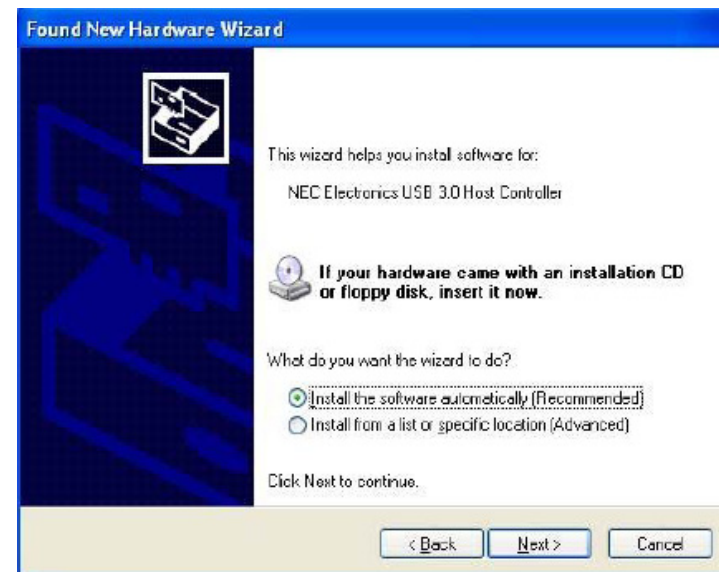 Found New Hardware Wizard
This wizard helps you install software for:
NEC Electronics USB 3.0 Host Controller
If your hardware came with an installation CD
or floppy disk, insert it now.
What do you want the wizard to do?
Install the software automatically (Recommended)
Install from a list or specific location (Advanced)
Click Next to continue.
< Back
Next >
Cancel